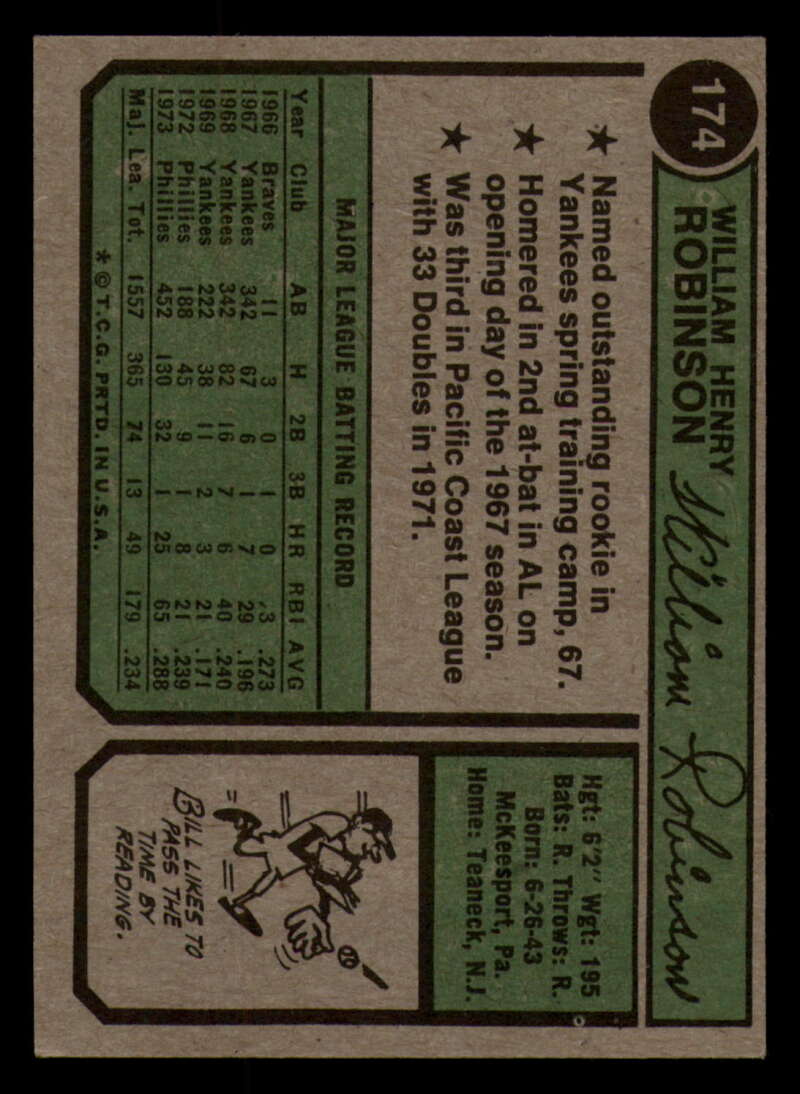 174
WILLIAM HENRY
ROBINSON
William Robinson
★ Named outstanding rookie in
Yankees spring training camp, 67.
★ Homered in 2nd at-bat in AL on
opening day of the 1967 season.
★ Was third in Pacific Coast League
with 33 Doubles in 1971.
MAJOR LEAGUE BATTING RECORD
Year Club AB H 2B 3B HR RBI AVG
1966 Braves 11 3 0 1 0 3 .273
1967 Yankees 342 67 6 1 7 29 .196
1968 Yankees 342 82 16 7 6 40 .240
1969 Yankees 222 38 11 2 3 21 .171
1972 Phillies 188 45 9 1 8 21 .239
1973 Phillies 452 130 32 1 25 65 .288
Maj. Lea. Tot. 1557 365 74 13 49 179 .234
* © T.C.G. PRTD. IN U.S.A.
Hgt: 6'2" Wgt: 195
Bats: R. Throws: R.
Born: 6-26-43
McKeesport, Pa.
Home: Teaneck, N.J.
BILL LIKES TO
PASS THE
TIME BY
READING.